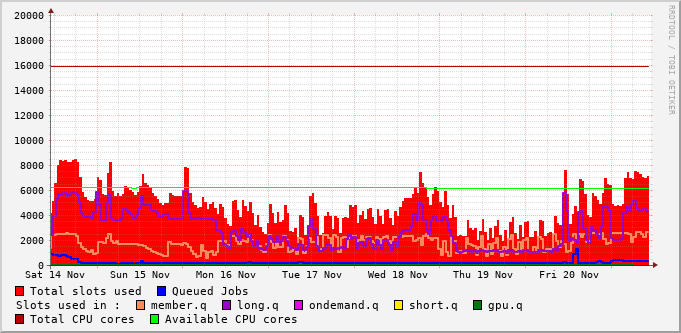 RRDTOOL / TOBI OETIKER
20000
18000
16000
14000
12000
10000
8000
6000
4000
2000
0
Sat 14 Nov Sun 15 Nov Mon 16 Nov Tue 17 Nov Wed 18 Nov Thu 19 Nov Fri 20 Nov
Total slots used Queued Jobs
Slots used in : member.q long.q ondemand.q short.q gpu.q
Total CPU cores Available CPU cores